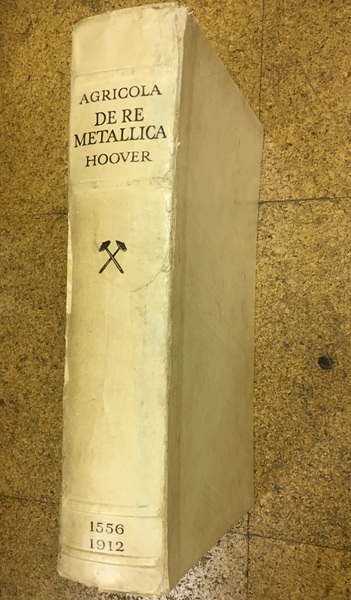 AGRICOLA
DE RE
METALLICA
HOOVER
1556
1912